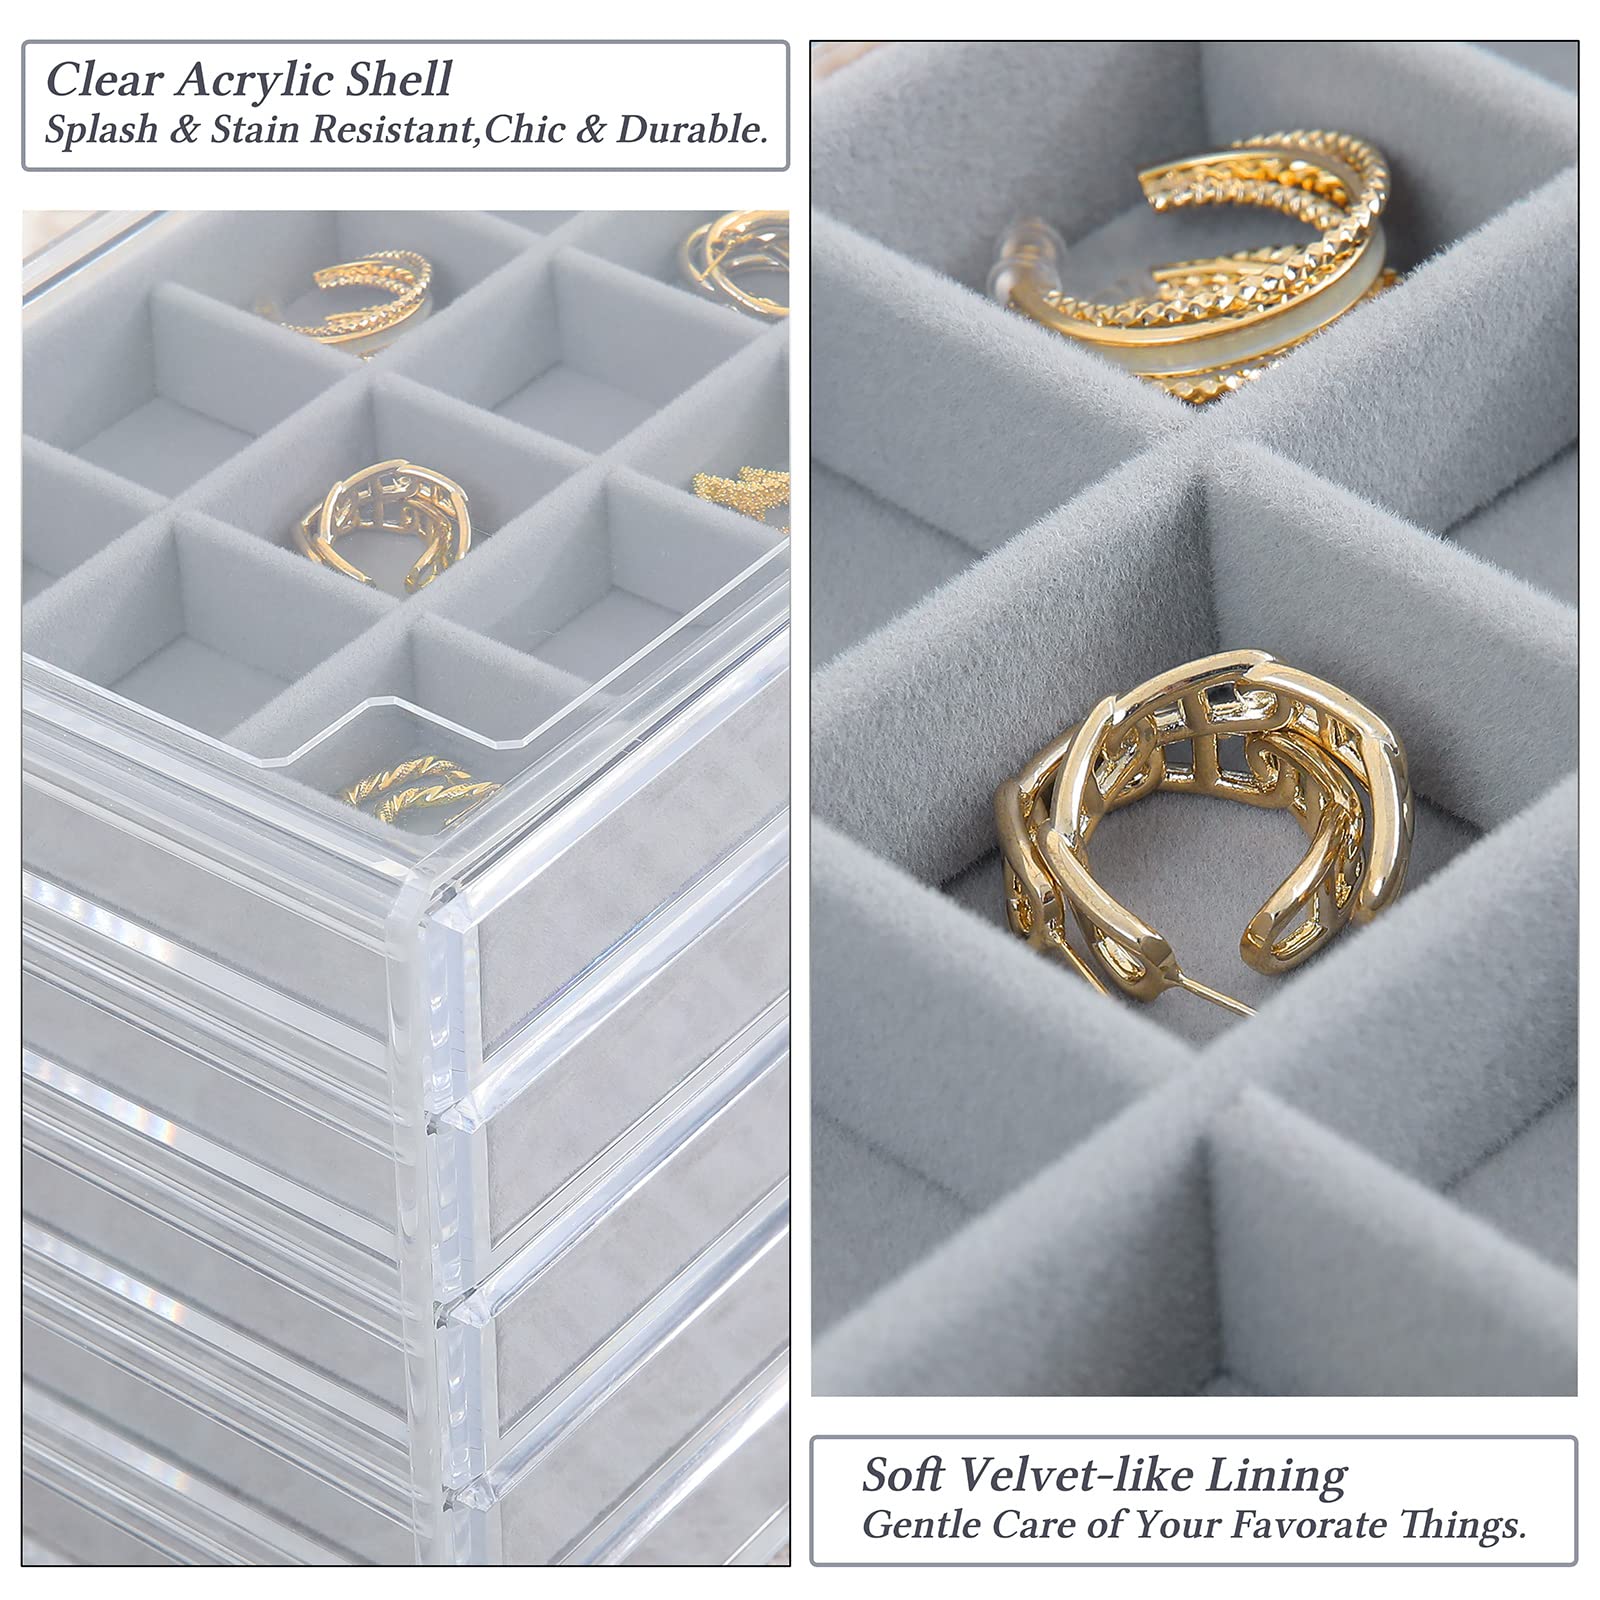 Clear Acrylic Shell
Splash & Stain Resistant,Chic & Durable.
Soft Velvet-like Lining
Gentle Care of Your Favorate Things.